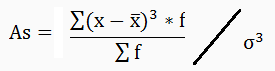 As = ∑(x − x̅)³ * f
∑ f
/ σ³